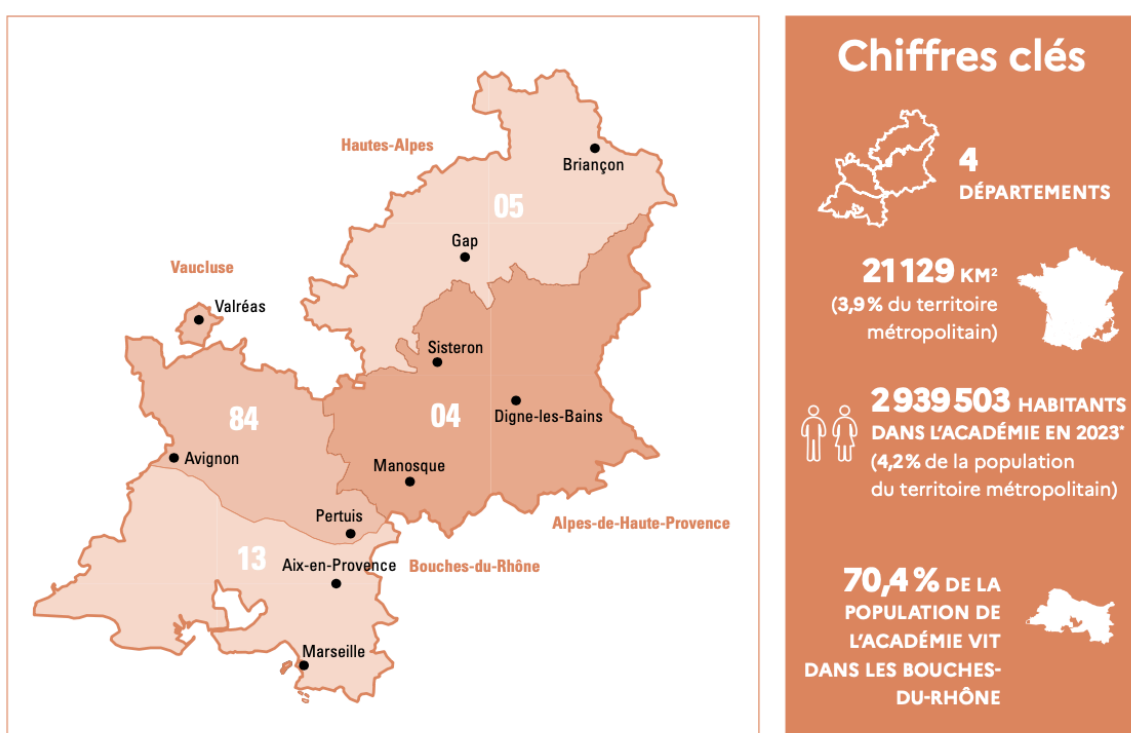 Hautes-Alpes
Briançon
05
Gap
Vaucluse
Valréas
Sisteron
84
04
Digne-les-Bains
Avignon
Manosque
Pertuis
Alpes-de-Haute-Provence
13
Aix-en-Provence
Bouches-du-Rhône
Marseille
Chiffres clés
4
DÉPARTEMENTS
21 129 KM²
(3,9 % du territoire
métropolitain)
2 939 503 HABITANTS
DANS L'ACADÉMIE EN 2023*
(4,2% de la population
du territoire métropolitain)
70,4 % DE LA
POPULATION DE
L'ACADÉMIE VIT
DANS LES BOUCHES-
DU-RHÔNE